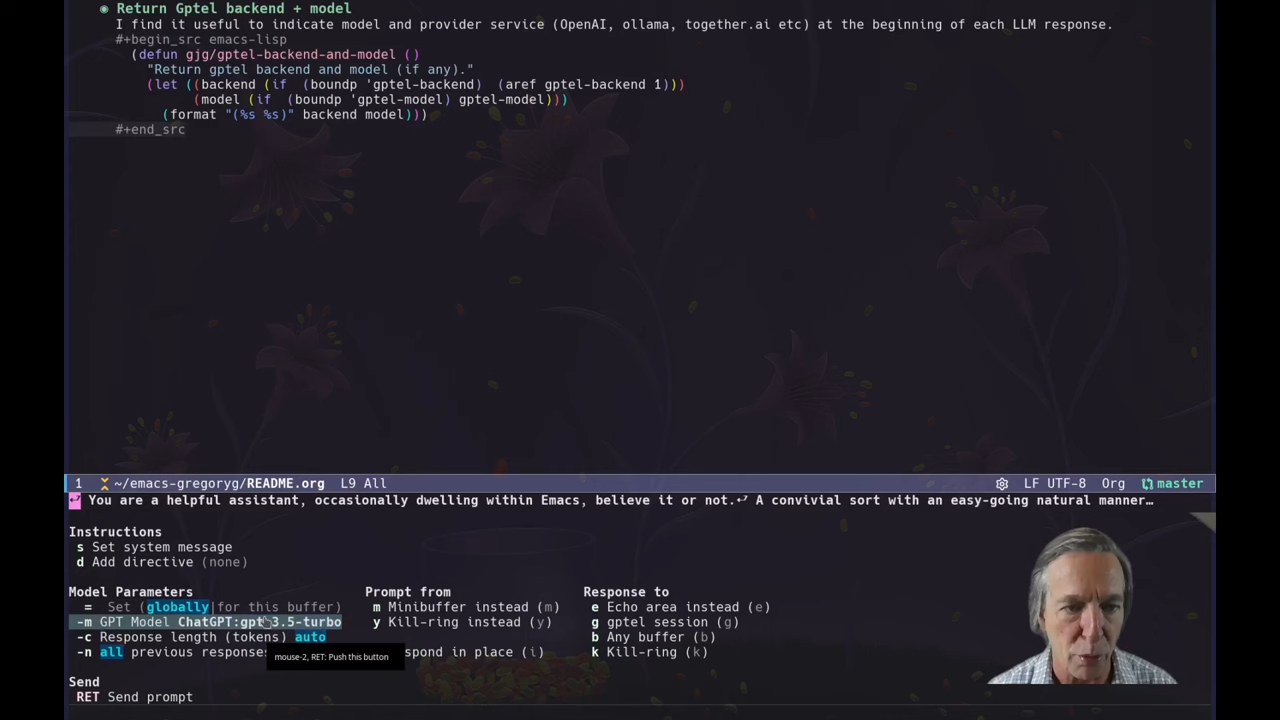 ◉ Return Gptel backend + model
I find it useful to indicate model and provider service (OpenAI, ollama, together.ai etc) at the beginning of each LLM response.
#+begin_src emacs-lisp
(defun gjg/gptel-backend-and-model ()
"Return gptel backend and model (if any)."
(let ((backend (if  (boundp 'gptel-backend)  (aref gptel-backend 1)))
(model (if  (boundp 'gptel-model) gptel-model)))
(format "(%s %s)" backend model)))
#+end_src
1 ~/emacs-gregoryg/README.org L9 All LF UTF-8 Org master
You are a helpful assistant, occasionally dwelling within Emacs, believe it or not.⤶ A convivial sort with an easy-going natural manner…
Instructions
s Set system message
d Add directive (none)
Model Parameters Prompt from Response to
= Set (globally|for this buffer) m Minibuffer instead (m) e Echo area instead (e)
-m GPT Model ChatGPT:gpt-3.5-turbo y Kill-ring instead (y) g gptel session (g)
-c Response length (tokens) auto b Any buffer (b)
-n all previous responses spond in place (i) k Kill-ring (k)
mouse-2, RET: Push this button
Send
RET Send prompt